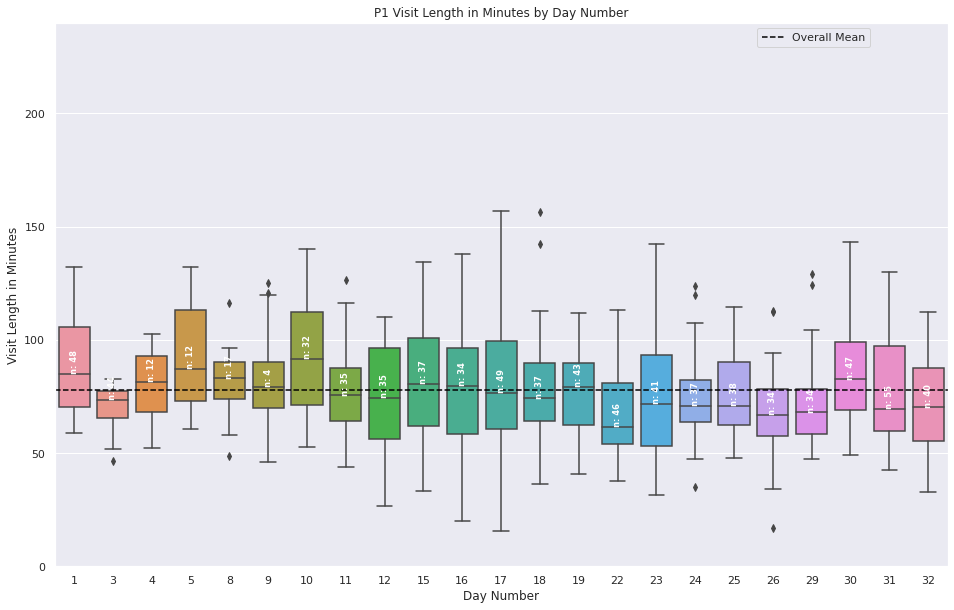 P1 Visit Length in Minutes by Day Number
Overall Mean
Visit Length in Minutes
200
150
100
50
0
n: 48
n: 12
n: 12
n: 4
n: 32
n: 35
n: 35
n: 37
n: 34
n: 49
n: 37
n: 43
n: 46
n: 41
n: 37
n: 38
n: 34
n: 34
n: 47
n: 55
n: 40
1 3 4 5 8 9 10 11 12 15 16 17 18 19 22 23 24 25 26 29 30 31 32
Day Number